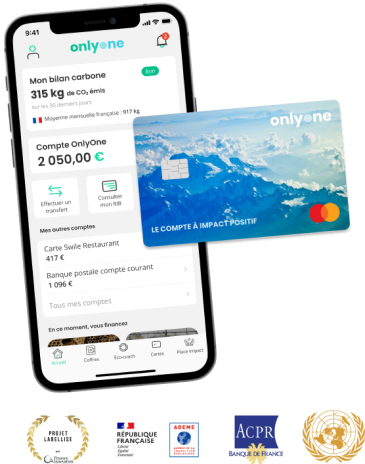 9:41
onlyone
2
Mon bilan carbone
Bon
315 kg de CO₂ émis
sur les 30 derniers jours
Moyenne mensuelle française : 917 kg
Compte OnlyOne
2 050,00 €
Effectuer un
transfert
Consulter
mon RIB
Mes autres comptes
Carte Swile Restaurant
417 €
Banque postale compte courant
1 096 €
Tous mes comptes
En ce moment, vous financez
Accueil
Coffres
Eco-coach
Cartes
Place Impact
onlyone
LE COMPTE À IMPACT POSITIF
PROJET
LABELLISÉ
Finance
Innovation
RÉPUBLIQUE
FRANÇAISE
Liberté
Égalité
Fraternité
ADEME
ACPR
BANQUE DE FRANCE